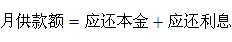 月供款额 = 应还本金 + 应还利息